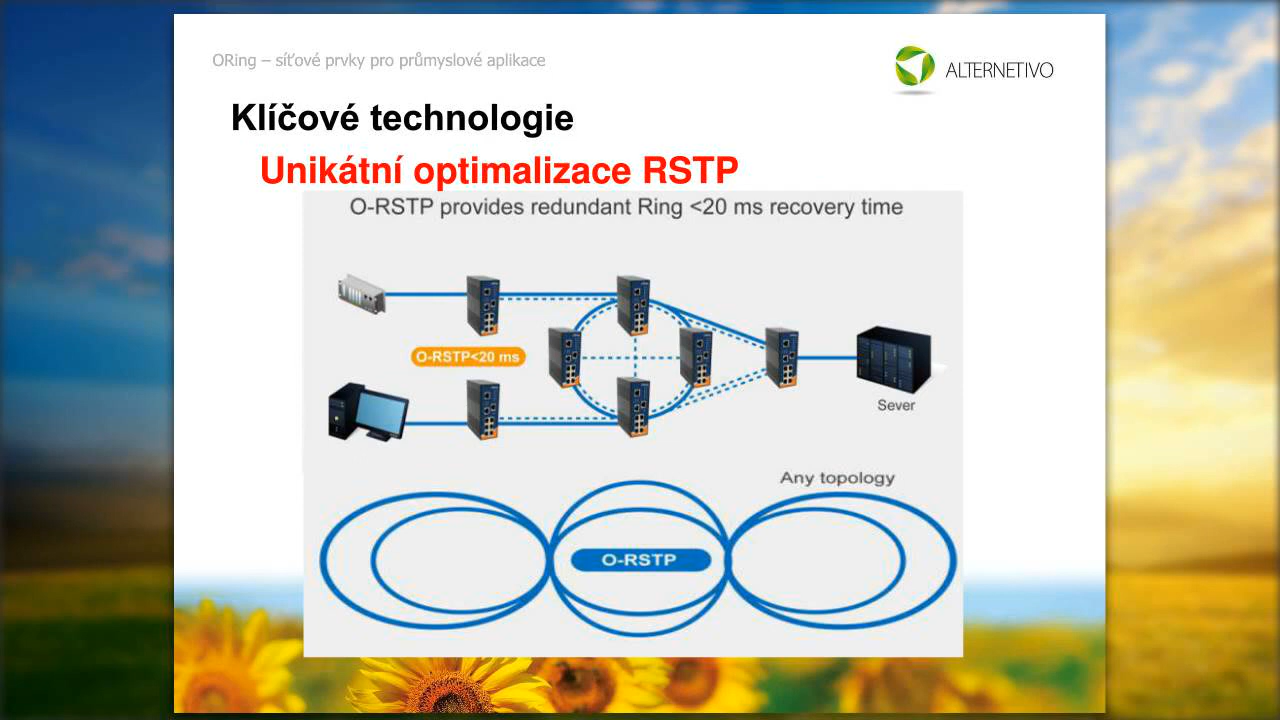 ORing – síťové prvky pro průmyslové aplikace
ALTERNETIVO
Klíčové technologie
Unikátní optimalizace RSTP
O-RSTP provides redundant Ring <20 ms recovery time
O-RSTP<20 ms
Sever
Any topology
O-RSTP